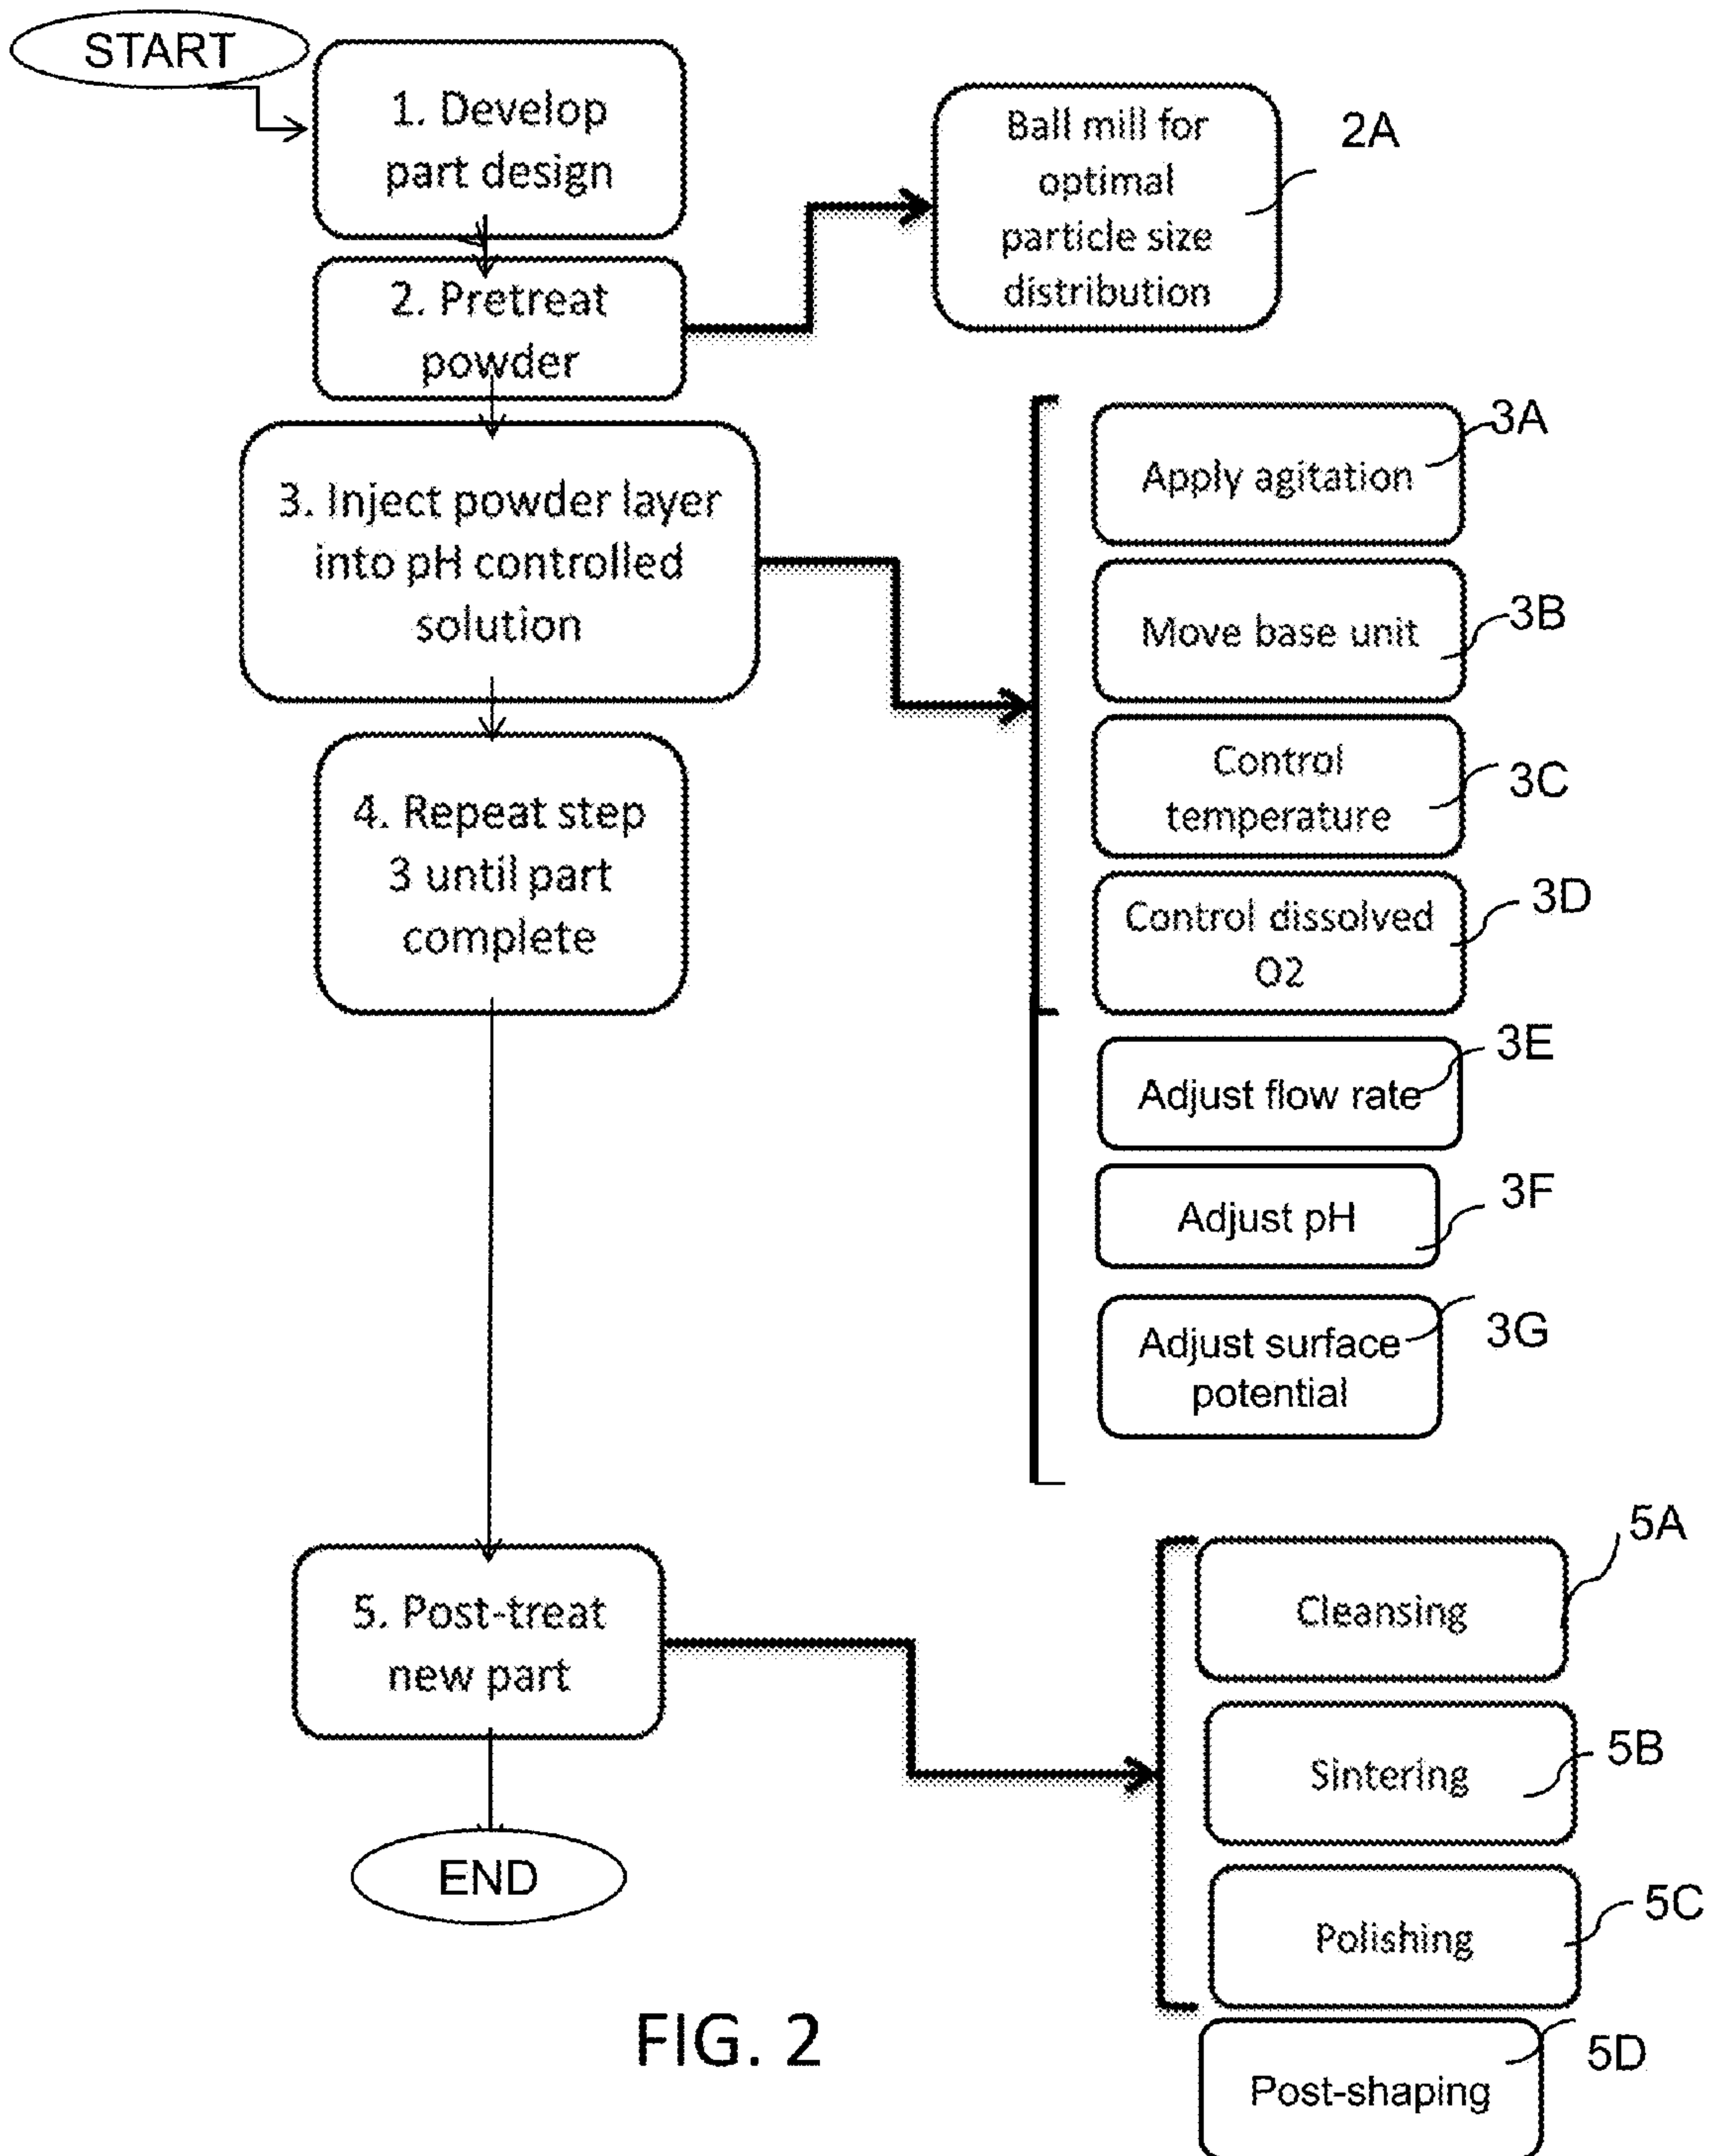 START
1. Develop
part design
2. Pretreat
powder
3. Inject powder layer
into pH controlled
solution
4. Repeat step
3 until part
complete
5. Post-treat
new part
END
Ball mill for
optimal
particle size
distribution
2A
Apply agitation
3A
Move base unit
3B
Control
temperature
3C
Control dissolved
O2
3D
Adjust flow rate
3E
Adjust pH
3F
Adjust surface
potential
3G
Cleansing
5A
Sintering
5B
Polishing
5C
Post-shaping
5D
FIG. 2